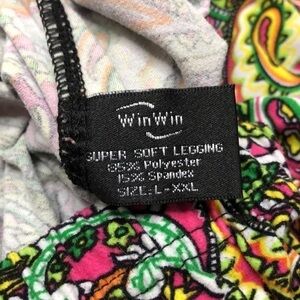 WinWin
SUPER SOFT LEGGING
85% Polyester
15% Spandex
SIZE: L-XXL